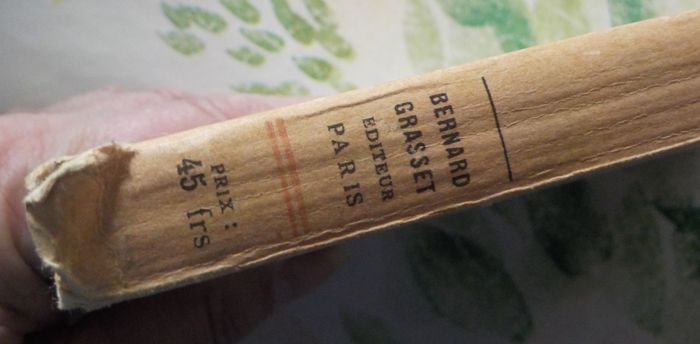 BERNARD
GRASSET
EDITEUR
PARIS
PRIX :
45 frs